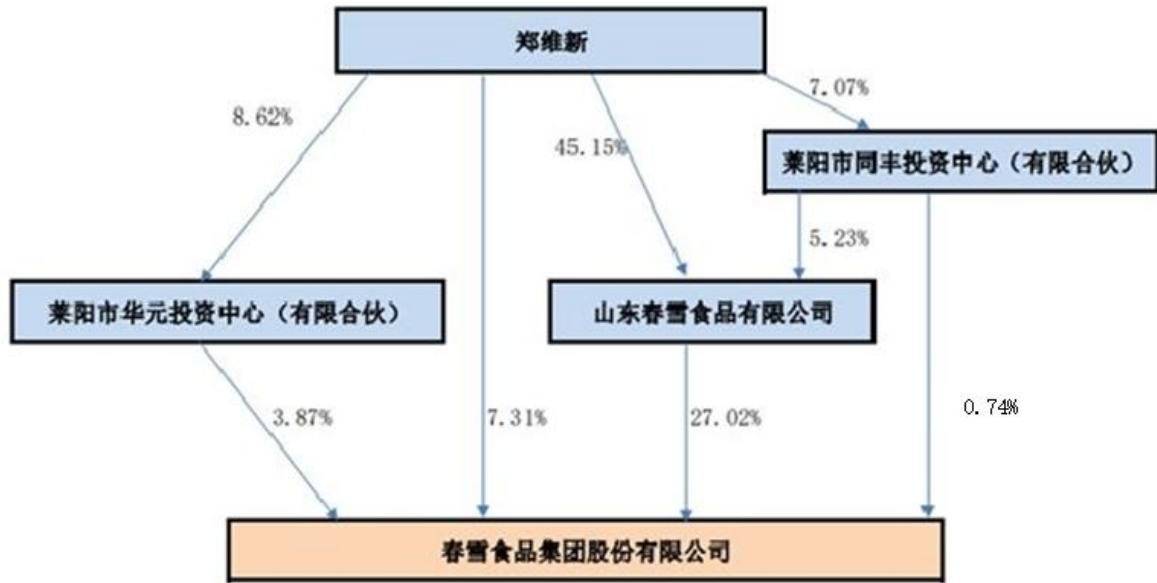 郑维新
7.07%
8.62%
45.15%
莱阳市同丰投资中心（有限合伙）
5.23%
莱阳市华元投资中心（有限合伙）
山东春雪食品有限公司
3.87%
7.31%
27.02%
0.74%
春雪食品集团股份有限公司